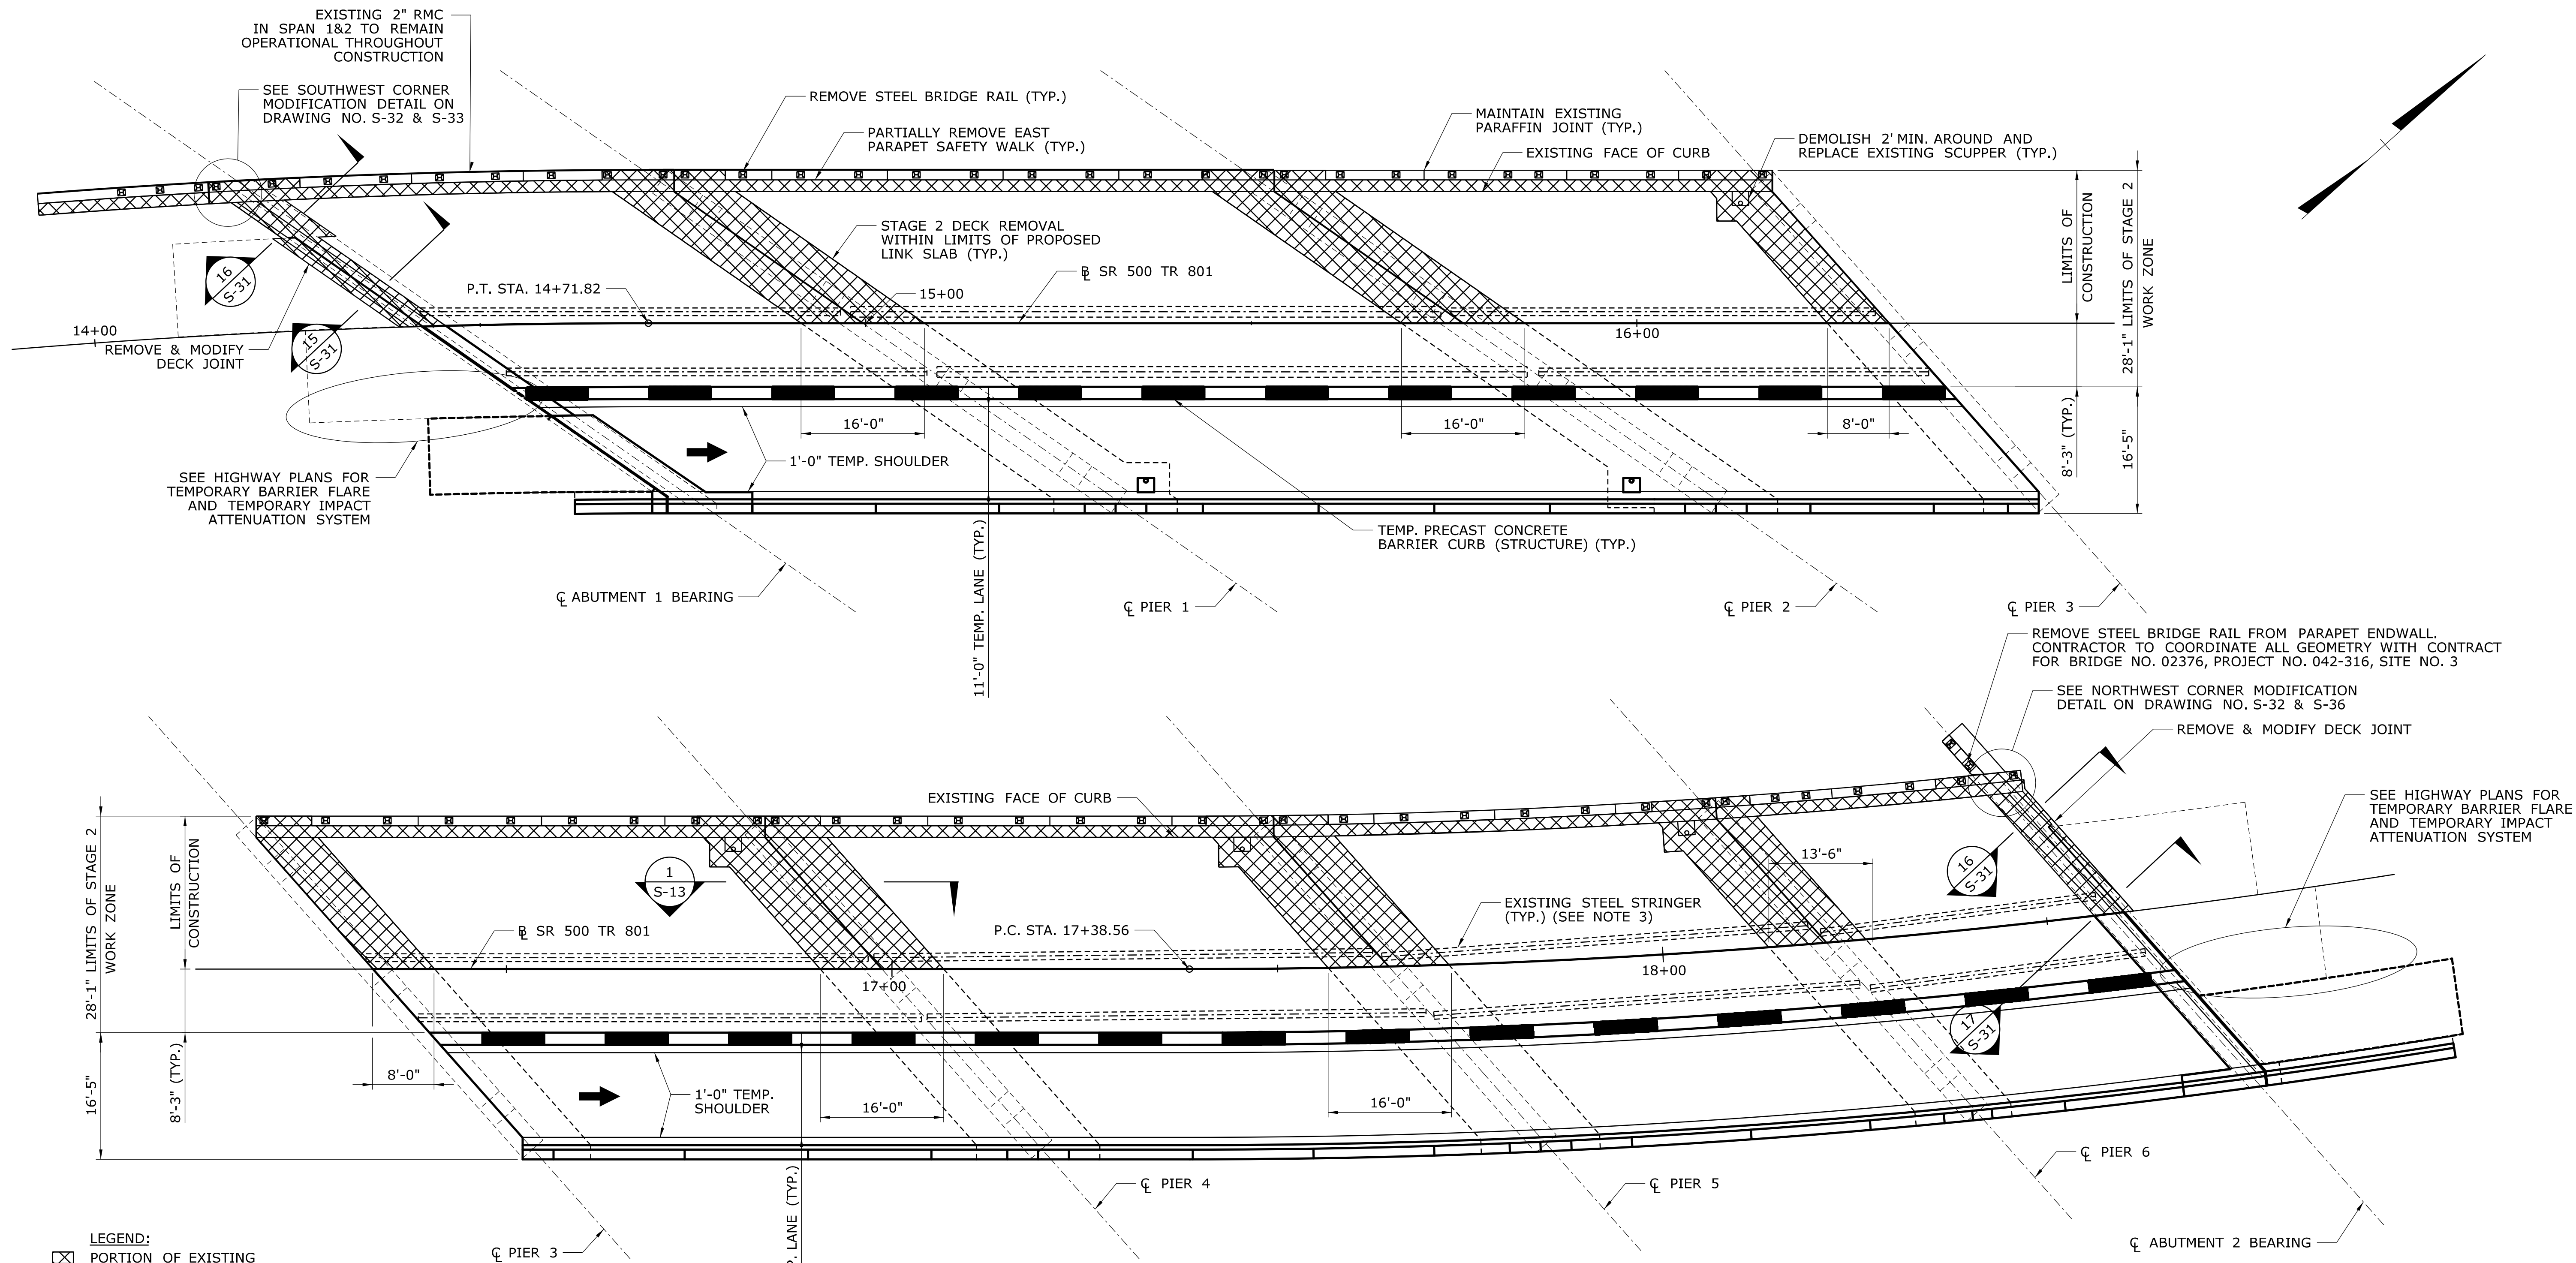 EXISTING 2" RMC
IN SPAN 1&2 TO REMAIN
OPERATIONAL THROUGHOUT
CONSTRUCTION
SEE SOUTHWEST CORNER
MODIFICATION DETAIL ON
DRAWING NO. S-32 & S-33
REMOVE STEEL BRIDGE RAIL (TYP.)
PARTIALLY REMOVE EAST
PARAPET SAFETY WALK (TYP.)
MAINTAIN EXISTING
PARAFFIN JOINT (TYP.)
EXISTING FACE OF CURB
DEMOLISH 2' MIN. AROUND AND
REPLACE EXISTING SCUPPER (TYP.)
STAGE 2 DECK REMOVAL
WITHIN LIMITS OF PROPOSED
LINK SLAB (TYP.)
LIMITS OF
CONSTRUCTION
28'-1" LIMITS OF STAGE 2
WORK ZONE
16
S-31
P.T. STA. 14+71.82
15+00
BL SR 500 TR 801
14+00
REMOVE & MODIFY
DECK JOINT
15
S-31
16+00
16'-0"
16'-0"
8'-0"
8'-3" (TYP.)
16'-5"
1'-0" TEMP. SHOULDER
SEE HIGHWAY PLANS FOR
TEMPORARY BARRIER FLARE
AND TEMPORARY IMPACT
ATTENUATION SYSTEM
11'-0" TEMP. LANE (TYP.)
TEMP. PRECAST CONCRETE
BARRIER CURB (STRUCTURE) (TYP.)
℄ ABUTMENT 1 BEARING
℄ PIER 1
℄ PIER 2
℄ PIER 3
REMOVE STEEL BRIDGE RAIL FROM PARAPET ENDWALL.
CONTRACTOR TO COORDINATE ALL GEOMETRY WITH CONTRACT
FOR BRIDGE NO. 02376, PROJECT NO. 042-316, SITE NO. 3
SEE NORTHWEST CORNER MODIFICATION
DETAIL ON DRAWING NO. S-32 & S-36
REMOVE & MODIFY DECK JOINT
EXISTING FACE OF CURB
SEE HIGHWAY PLANS FOR
TEMPORARY BARRIER FLARE
AND TEMPORARY IMPACT
ATTENUATION SYSTEM
28'-1" LIMITS OF STAGE 2
WORK ZONE
LIMITS OF
CONSTRUCTION
1
S-13
13'-6"
16
S-31
BL SR 500 TR 801
P.C. STA. 17+38.56
EXISTING STEEL STRINGER
(TYP.) (SEE NOTE 3)
17+00
18+00
17
S-31
16'-5"
8'-3" (TYP.)
8'-0"
1'-0" TEMP.
SHOULDER
16'-0"
16'-0"
P. LANE (TYP.)
℄ PIER 3
℄ PIER 4
℄ PIER 5
℄ PIER 6
℄ ABUTMENT 2 BEARING
LEGEND:
PORTION OF EXISTING